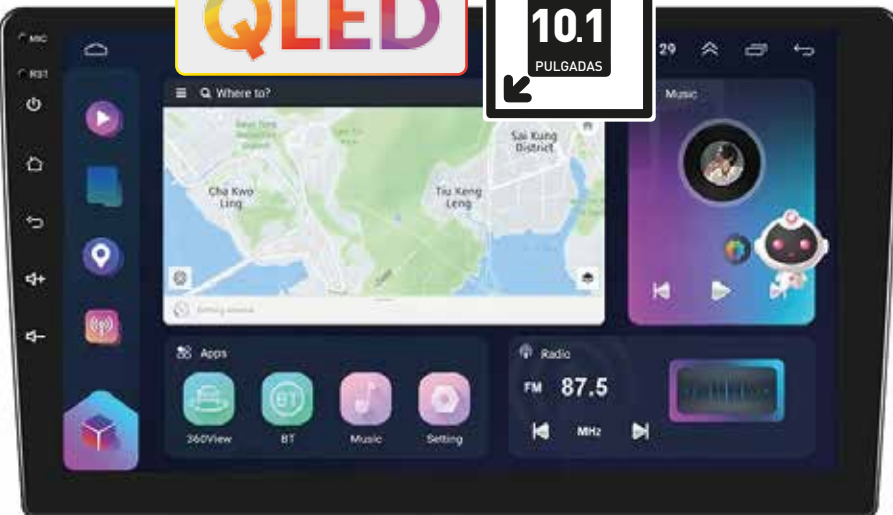 QLED
10.1
PULGADAS
MIC
RST
29
Where to?
Music
Sai Kung
District
Cha Kwo
Ling
Tiu Keng
Leng
Apps
360View
BT
BT
Music
Setting
Radio
FM 87.5
MHz